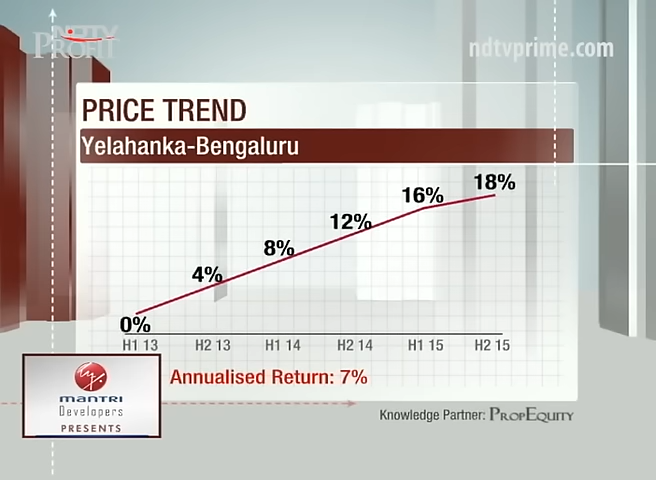 NDTV
PROFIT
ndtvprime.com
PRICE TREND
Yelahanka-Bengaluru
18%
16%
12%
8%
4%
0%
H1 13 H2 13 H1 14 H2 14 H1 15 H2 15
Annualised Return: 7%
MANTRI
Developers
PRESENTS
Knowledge Partner: PROPEQUITY